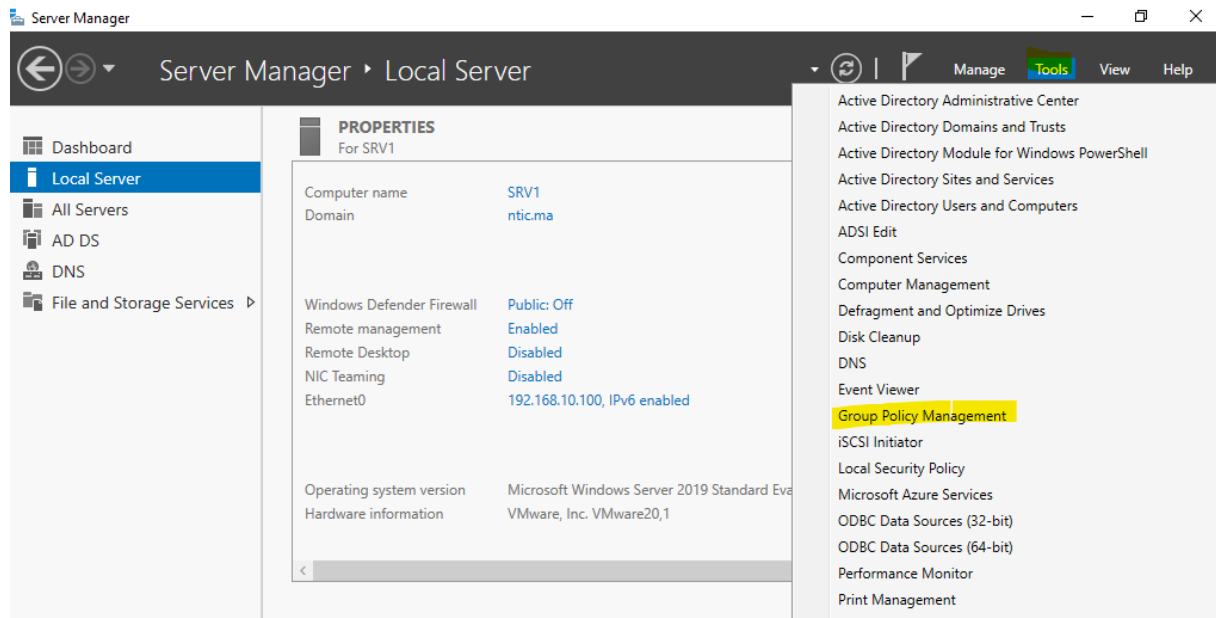 Server Manager
Server Manager ‣ Local Server
Manage Tools View Help
Dashboard
Local Server
All Servers
AD DS
DNS
File and Storage Services
PROPERTIES
For SRV1
Computer name SRV1
Domain ntic.ma
Windows Defender Firewall Public: Off
Remote management Enabled
Remote Desktop Disabled
NIC Teaming Disabled
Ethernet0 192.168.10.100, IPv6 enabled
Operating system version Microsoft Windows Server 2019 Standard Eva
Hardware information VMware, Inc. VMware20,1
Active Directory Administrative Center
Active Directory Domains and Trusts
Active Directory Module for Windows PowerShell
Active Directory Sites and Services
Active Directory Users and Computers
ADSI Edit
Component Services
Computer Management
Defragment and Optimize Drives
Disk Cleanup
DNS
Event Viewer
Group Policy Management
iSCSI Initiator
Local Security Policy
Microsoft Azure Services
ODBC Data Sources (32-bit)
ODBC Data Sources (64-bit)
Performance Monitor
Print Management